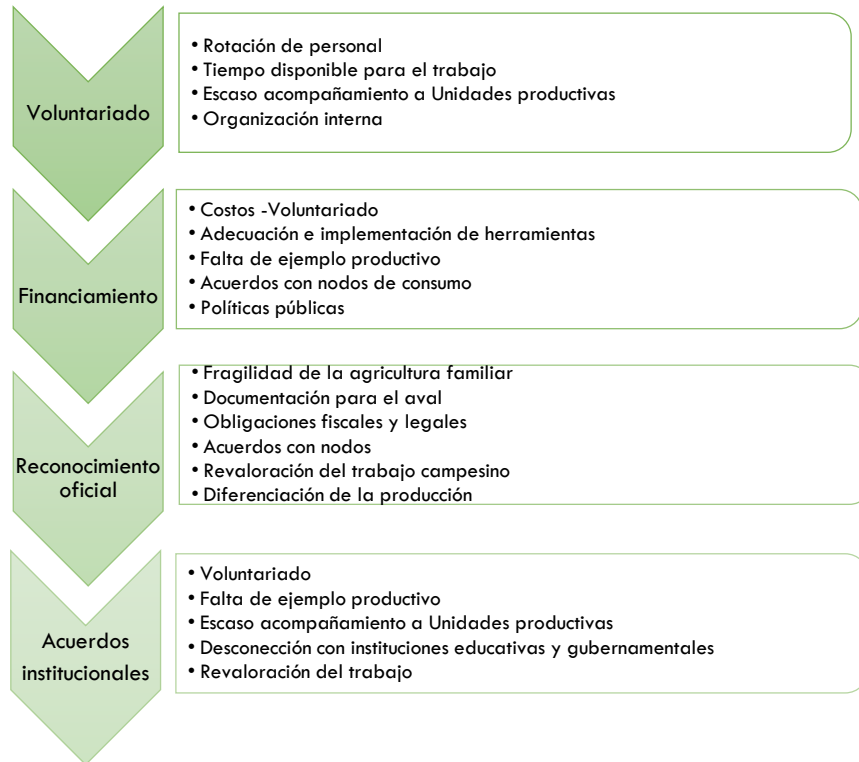 Voluntariado
• Rotación de personal
• Tiempo disponible para el trabajo
• Escaso acompañamiento a Unidades productivas
• Organización interna
Financiamiento
• Costos -Voluntariado
• Adecuación e implementación de herramientas
• Falta de ejemplo productivo
• Acuerdos con nodos de consumo
• Políticas públicas
Reconocimiento
oficial
• Fragilidad de la agricultura familiar
• Documentación para el aval
• Obligaciones fiscales y legales
• Acuerdos con nodos
• Revaloración del trabajo campesino
• Diferenciación de la producción
Acuerdos
institucionales
• Voluntariado
• Falta de ejemplo productivo
• Escaso acompañamiento a Unidades productivas
• Desconección con instituciones educativas y gubernamentales
• Revaloración del trabajo